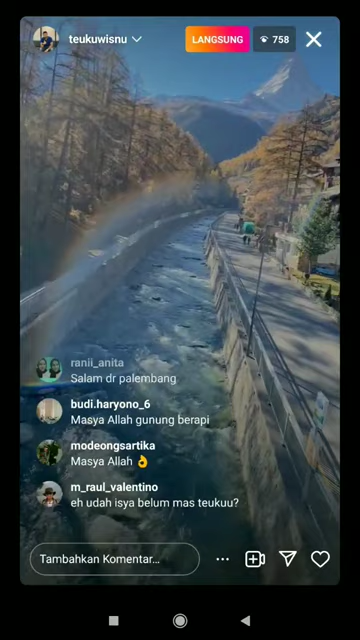 teukuwisnu
LANGSUNG
758
ranii_anita
Salam dr palembang
budi.haryono_6
Masya Allah gunung berapi
modeongsartika
Masya Allah 👌
m_raul_valentino
eh udah isya belum mas teukuu?
Tambahkan Komentar...